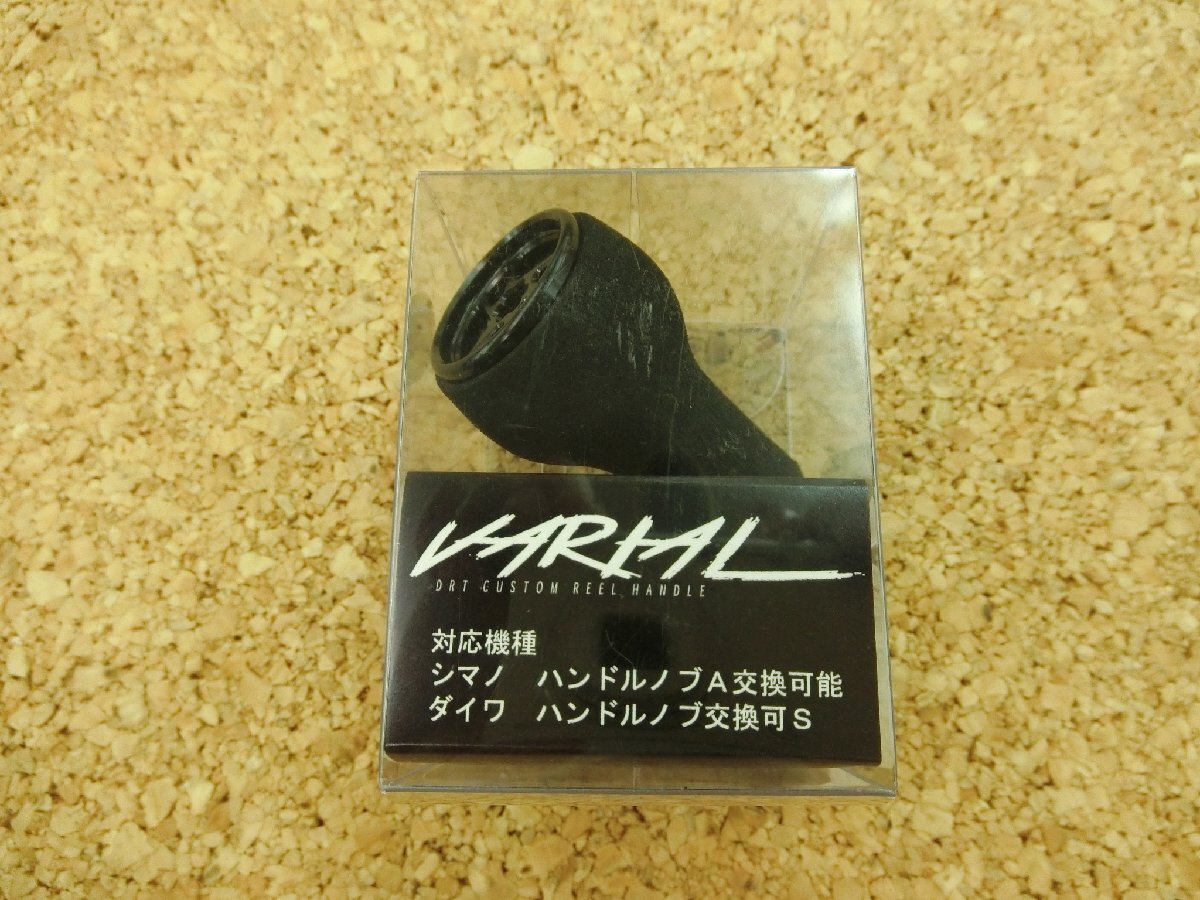 VARIAL
DRT CUSTOM REEL HANDLE
対応機種
シマノ ハンドルノブA交換可能
ダイワ ハンドルノブ交換可S